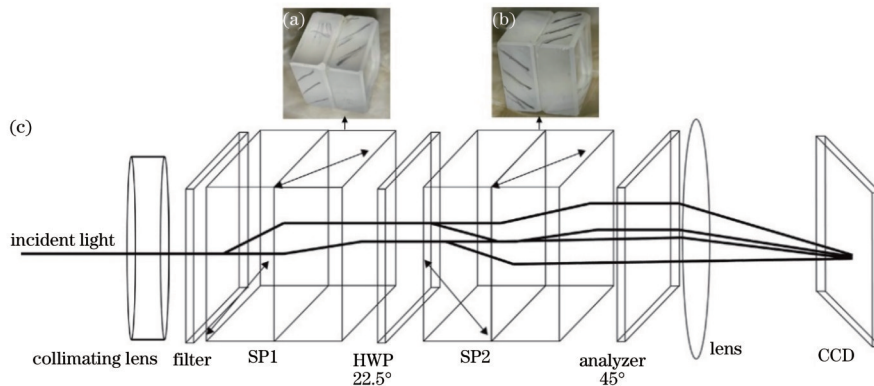 (a)
(b)
(c)
incident light
collimating lens
filter
SP1
HWP
22.5°
SP2
analyzer
45°
lens
CCD